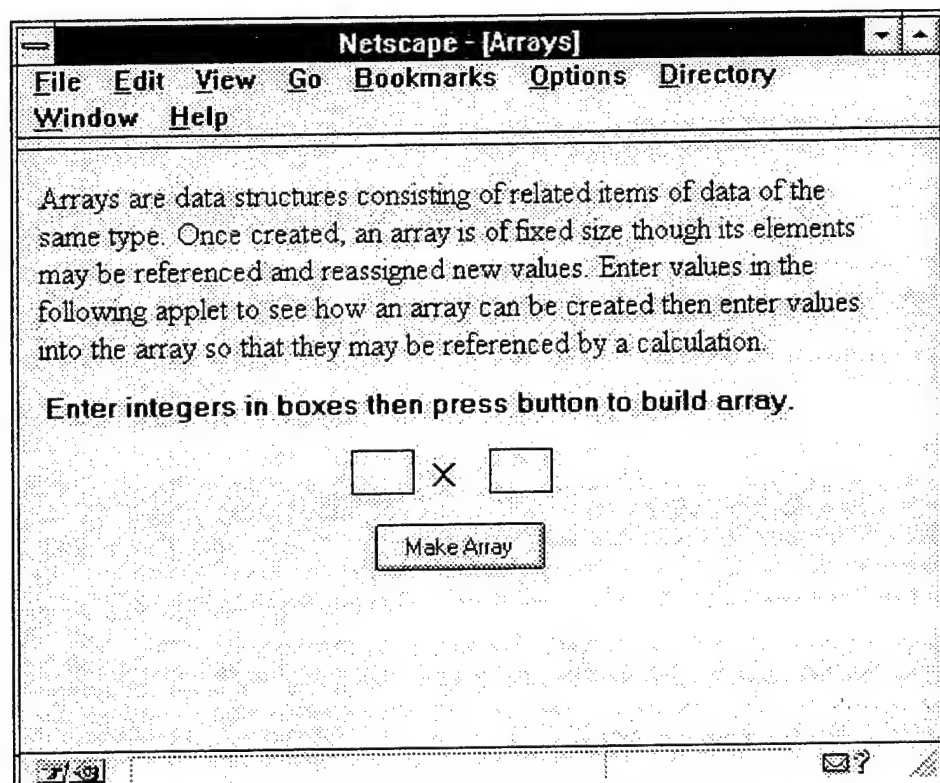 Netscape - [Arrays]
File Edit View Go Bookmarks Options Directory
Window Help
Arrays are data structures consisting of related items of data of the
same type. Once created, an array is of fixed size though its elements
may be referenced and reassigned new values. Enter values in the
following applet to see how an array can be created then enter values
into the array so that they may be referenced by a calculation.
Enter integers in boxes then press button to build array.
X
Make Array
?